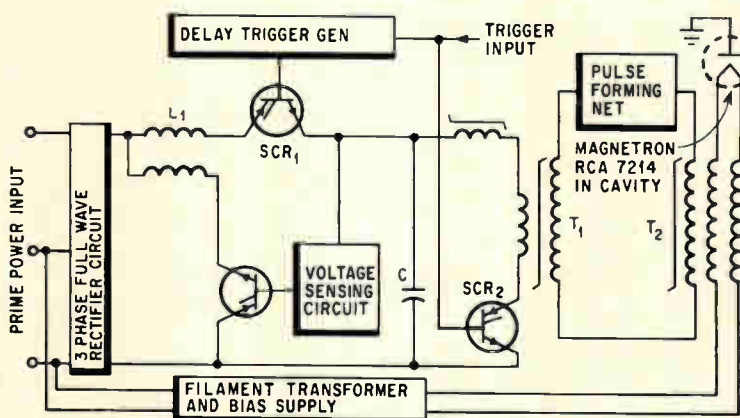 DELAY TRIGGER GEN
TRIGGER
INPUT
L1
SCR1
PULSE
FORMING
NET
MAGNETRON
RCA 7214
IN CAVITY
PRIME POWER INPUT
3 PHASE FULL WAVE
RECTIFIER CIRCUIT
VOLTAGE
SENSING
CIRCUIT
C
SCR2
T1
T2
FILAMENT TRANSFORMER
AND BIAS SUPPLY